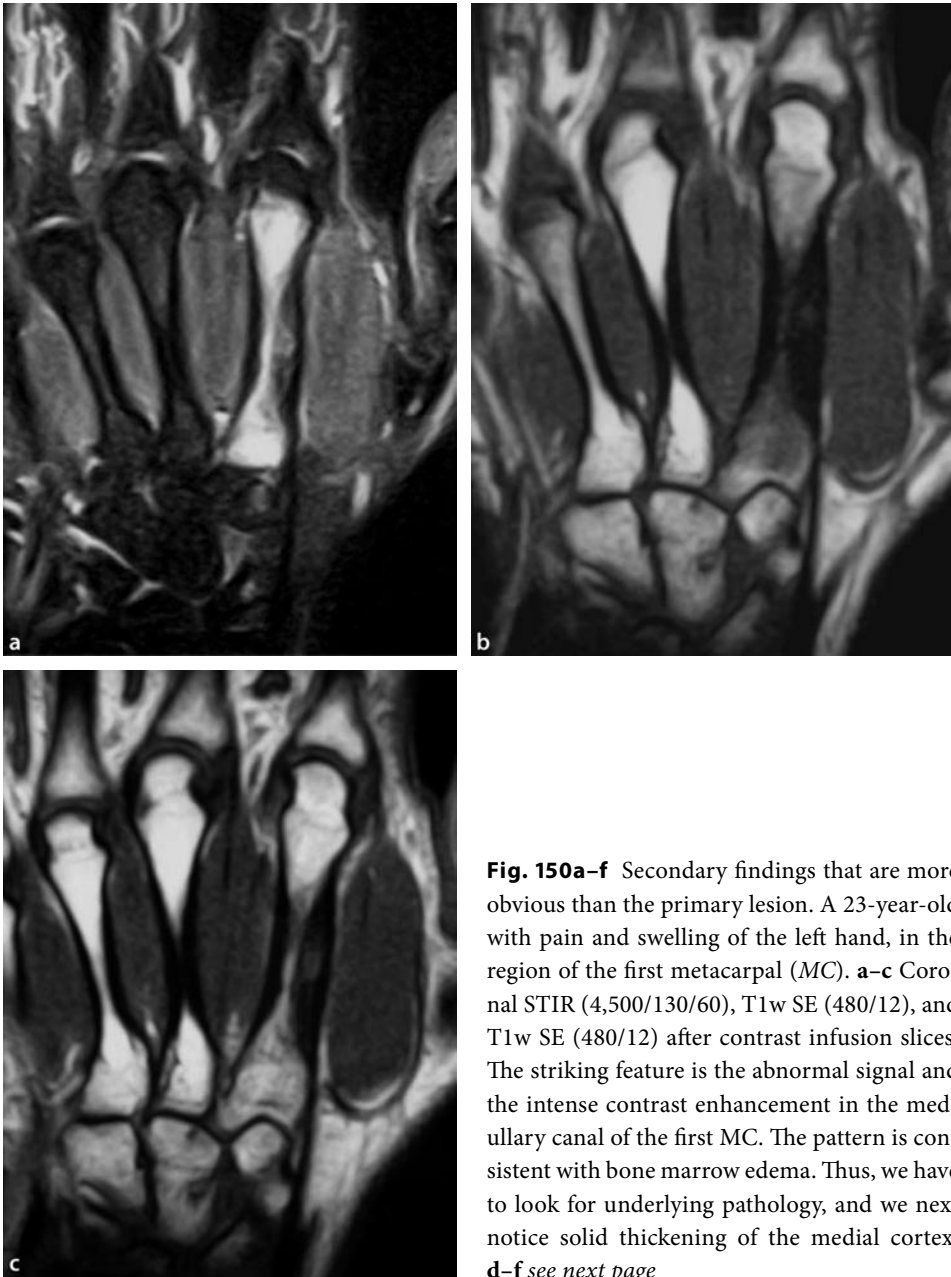 a
b
c
Fig. 150a–f Secondary findings that are more
obvious than the primary lesion. A 23-year-old
with pain and swelling of the left hand, in the
region of the first metacarpal (MC). a–c Coro
nal STIR (4,500/130/60), T1w SE (480/12), and
T1w SE (480/12) after contrast infusion slices
The striking feature is the abnormal signal and
the intense contrast enhancement in the med
ullary canal of the first MC. The pattern is con
sistent with bone marrow edema. Thus, we have
to look for underlying pathology, and we nex
notice solid thickening of the medial cortex
d–f see next page